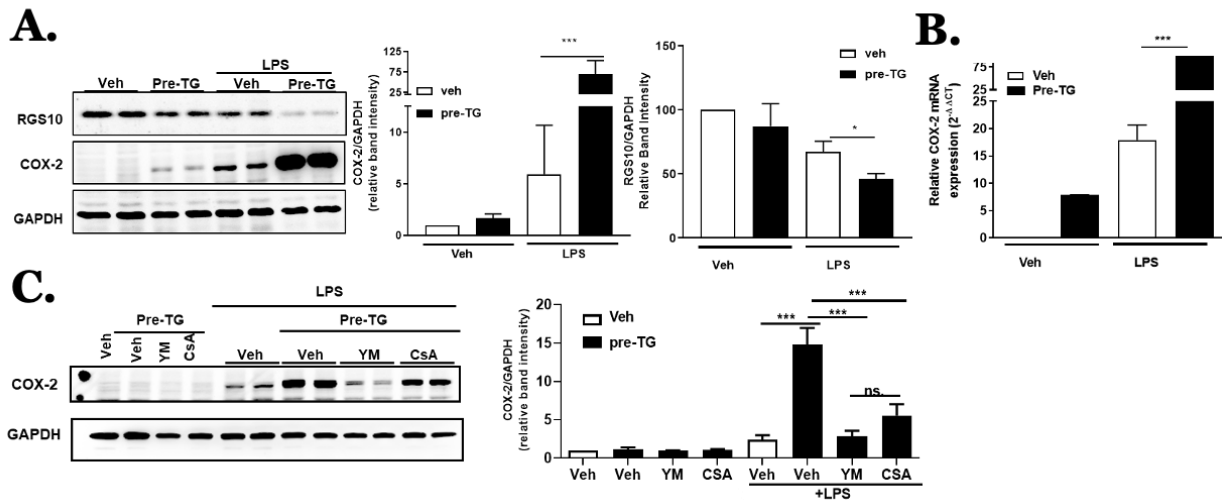 A.
LPS
Veh Pre-TG Veh Pre-TG
RGS10
COX-2
GAPDH
COX-2/GAPDH
(relative band intensity)
125
75
25
10
5
0
***
veh
pre-TG
Veh LPS
RGS10/GAPDH
Relative Band Intensity
150
100
50
0
veh
pre-TG
*
Veh LPS
B.
Relative COX-2 mRNA
expression (2-Δ ΔCT)
75
25
20
15
10
5
0
Veh
Pre-TG
***
Veh LPS
C.
LPS
Pre-TG Pre-TG
Veh Veh YM CsA Veh Veh YM CsA
COX-2
GAPDH
COX-2/GAPDH
(relative band intensity)
20
15
10
5
0
Veh
pre-TG
***
*** ***
ns.
Veh Veh YM CSA Veh Veh YM CSA
+LPS